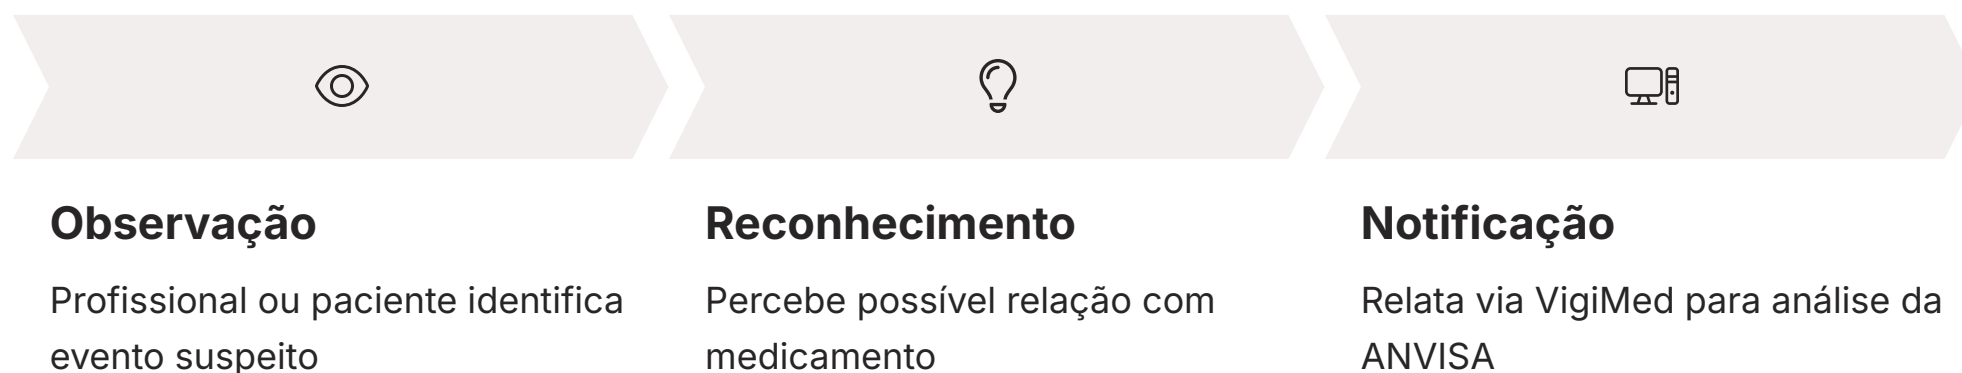 Observação
Profissional ou paciente identifica
evento suspeito
Reconhecimento
Percebe possível relação com
medicamento
Notificação
Relata via VigiMed para análise da
ANVISA